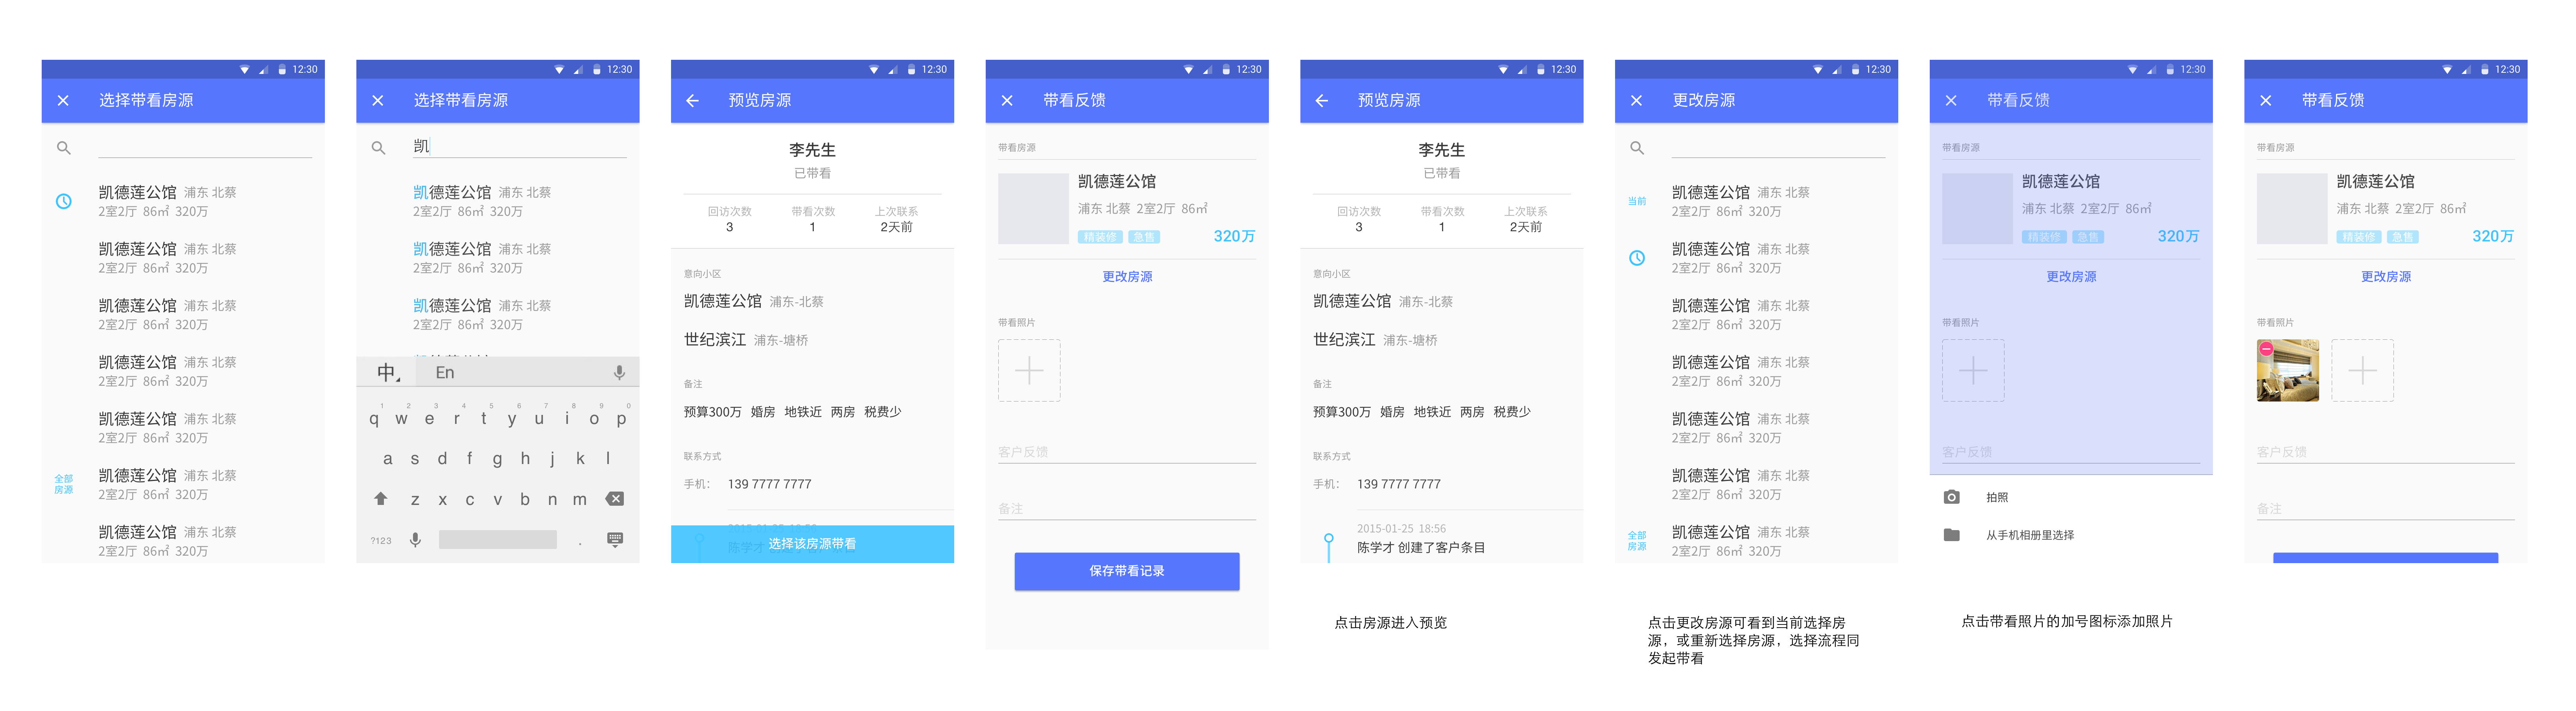 12:30
选择带看房源
凯德莲公馆 浦东 北蔡
2室2厅 86㎡ 320万
凯德莲公馆 浦东 北蔡
2室2厅 86㎡ 320万
凯德莲公馆 浦东 北蔡
2室2厅 86㎡ 320万
凯德莲公馆 浦东 北蔡
2室2厅 86㎡ 320万
凯德莲公馆 浦东 北蔡
2室2厅 86㎡ 320万
全部
房源
凯德莲公馆 浦东 北蔡
2室2厅 86㎡ 320万
凯德莲公馆 浦东 北蔡
2室2厅 86㎡ 320万
12:30
选择带看房源
凯
凯德莲公馆 浦东 北蔡
2室2厅 86㎡ 320万
凯德莲公馆 浦东 北蔡
2室2厅 86㎡ 320万
凯德莲公馆 浦东 北蔡
2室2厅 86㎡ 320万
中 En
1 2 3 4 5 6 7 8 9 0
q w e r t y u i o p
a s d f g h j k l
z x c v b n m
?123 .
12:30
预览房源
李先生
已带看
回访次数 带看次数 上次联系
3 1 2天前
意向小区
凯德莲公馆 浦东-北蔡
世纪滨江 浦东-塘桥
备注
预算300万 婚房 地铁近 两房 税费少
联系方式
手机： 139 7777 7777
选择该房源带看
12:30
带看反馈
带看房源
凯德莲公馆
浦东 北蔡 2室2厅 86㎡
精装修 急售 320万
更改房源
带看照片
客户反馈
备注
保存带看记录
12:30
预览房源
李先生
已带看
回访次数 带看次数 上次联系
3 1 2天前
意向小区
凯德莲公馆 浦东-北蔡
世纪滨江 浦东-塘桥
备注
预算300万 婚房 地铁近 两房 税费少
联系方式
手机： 139 7777 7777
2015-01-25 18:56
陈学才 创建了客户条目
点击房源进入预览
12:30
更改房源
当前
凯德莲公馆 浦东 北蔡
2室2厅 86㎡ 320万
凯德莲公馆 浦东 北蔡
2室2厅 86㎡ 320万
凯德莲公馆 浦东 北蔡
2室2厅 86㎡ 320万
凯德莲公馆 浦东 北蔡
2室2厅 86㎡ 320万
凯德莲公馆 浦东 北蔡
2室2厅 86㎡ 320万
凯德莲公馆 浦东 北蔡
2室2厅 86㎡ 320万
全部
房源
凯德莲公馆 浦东 北蔡
2室2厅 86㎡ 320万
点击更改房源可看到当前选择房
源，或重新选择房源，选择流程同
发起带看
12:30
带看反馈
带看房源
凯德莲公馆
浦东 北蔡 2室2厅 86㎡
精装修 急售 320万
更改房源
带看照片
客户反馈
拍照
从手机相册里选择
点击带看照片的加号图标添加照片
12:30
带看反馈
带看房源
凯德莲公馆
浦东 北蔡 2室2厅 86㎡
精装修 急售 320万
更改房源
带看照片
客户反馈
备注